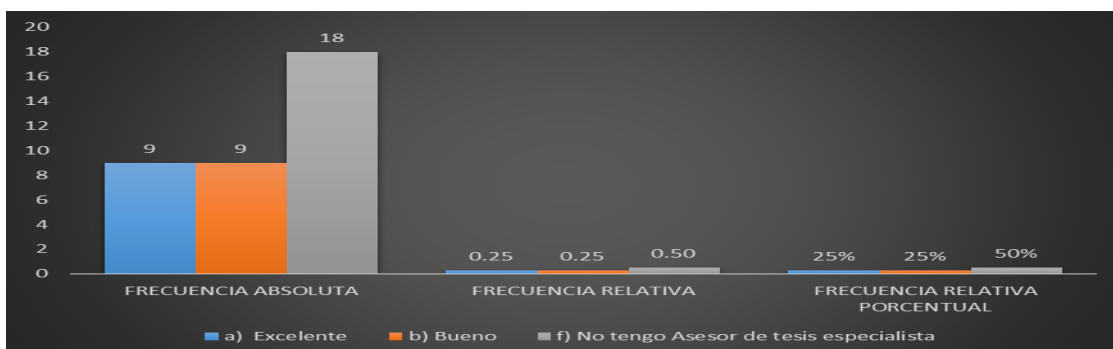 20
18
16
14
12
10
8
6
4
2
0
9 9 18
0.25 0.25 0.50
25% 25% 50%
FRECUENCIA ABSOLUTA FRECUENCIA RELATIVA FRECUENCIA RELATIVA
PORCENTUAL
a) Excelente b) Bueno f) No tengo Asesor de tesis especialista